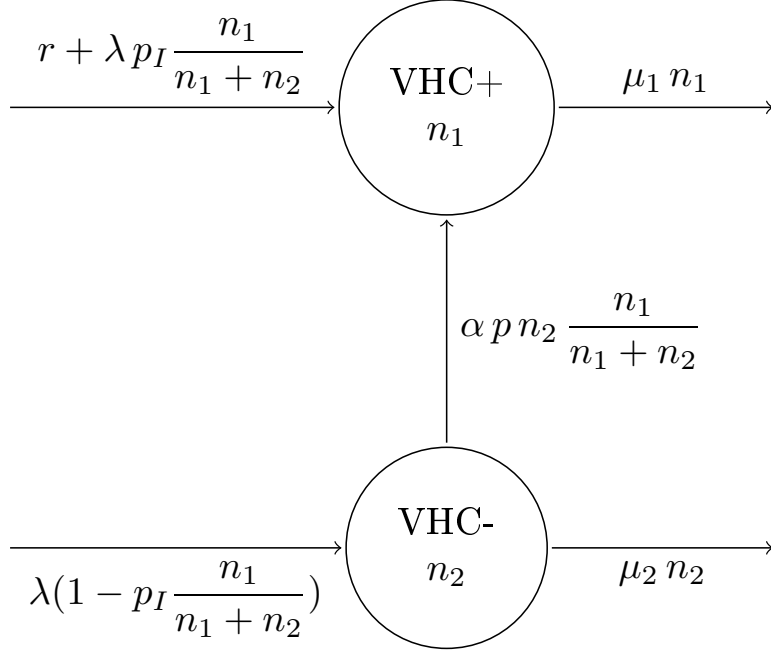 r + λ p_I n_1/(n_1 + n_2)
VHC+
n_1
μ_1 n_1
α p n_2 n_1/(n_1 + n_2)
VHC-
n_2
λ(1 − p_I n_1/(n_1 + n_2))
μ_2 n_2